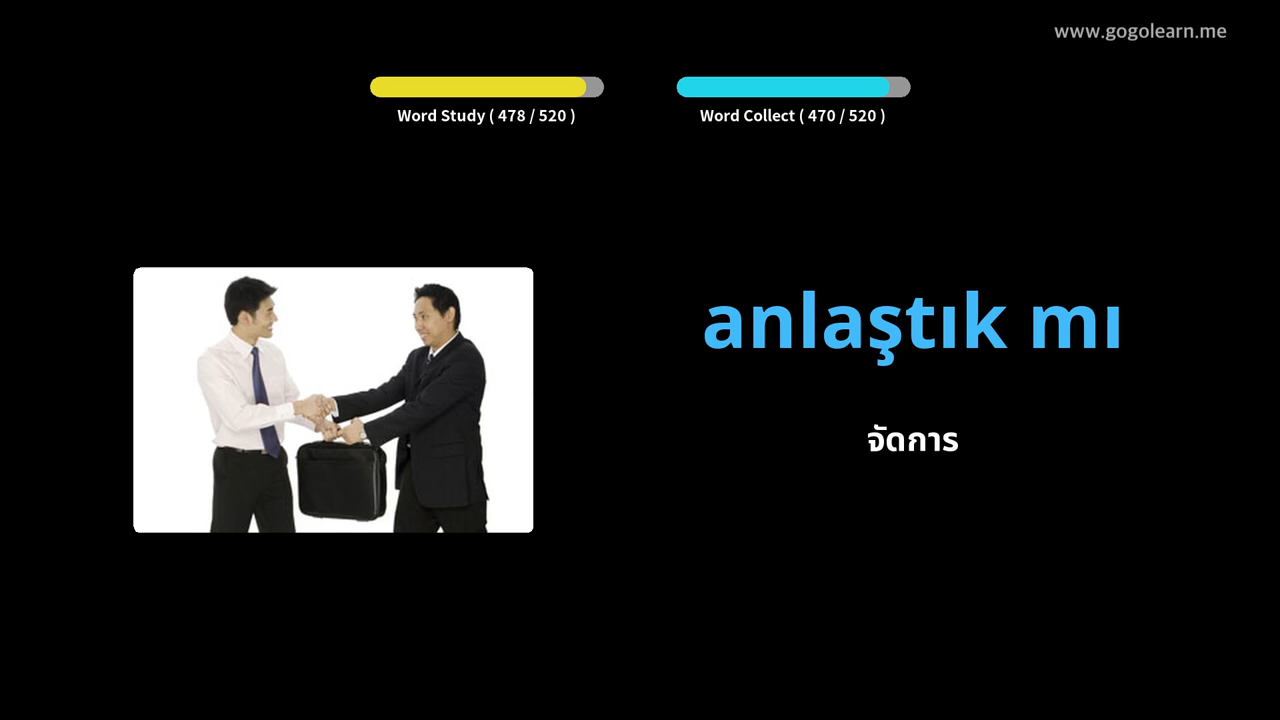 www.gogolearn.me
Word Study ( 478 / 520 )
Word Collect ( 470 / 520 )
anlaştık mı
จัดการ